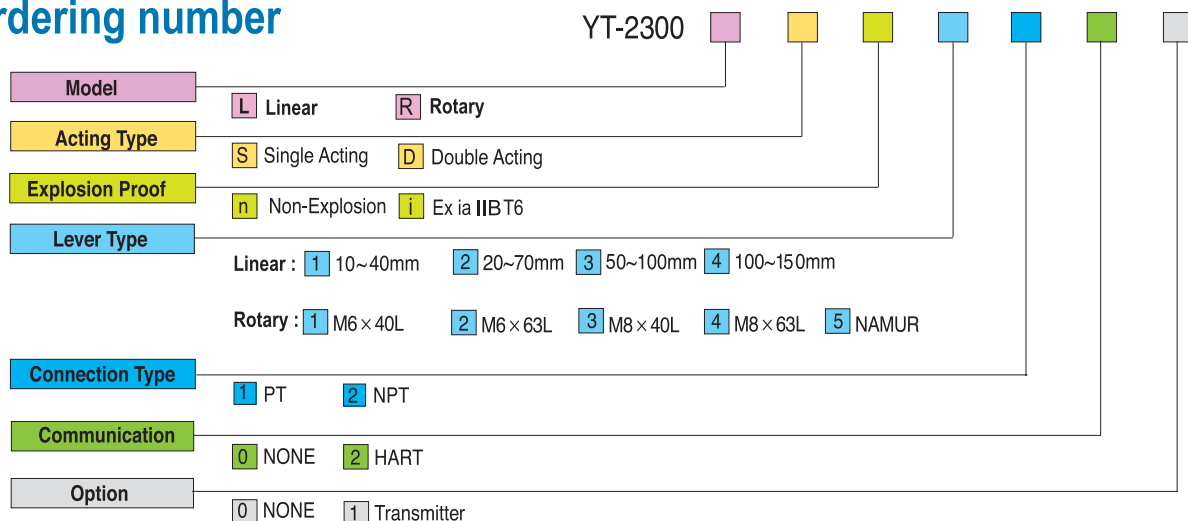 rdering number
YT-2300
Model
L Linear R Rotary
Acting Type
S Single Acting D Double Acting
Explosion Proof
n Non-Explosion i Ex ia IIB T6
Lever Type
Linear : 1 10~40mm 2 20~70mm 3 50~100mm 4 100~150mm
Rotary : 1 M6×40L 2 M6×63L 3 M8×40L 4 M8×63L 5 NAMUR
Connection Type
1 PT 2 NPT
Communication
0 NONE 2 HART
Option
0 NONE 1 Transmitter